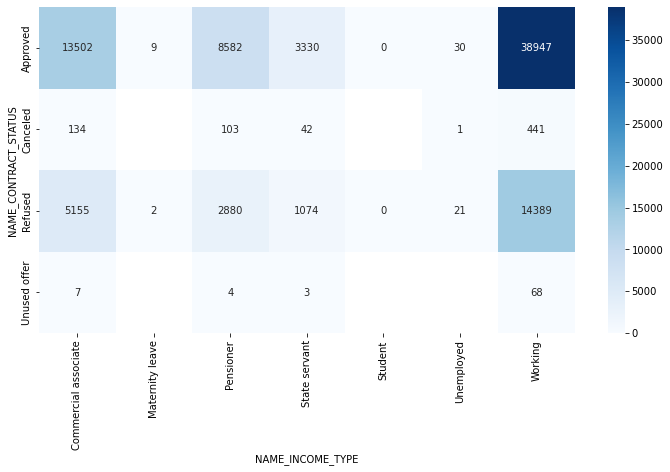 NAME_CONTRACT_STATUS
Approved
13502 9 8582 3330 0 30 38947
Canceled
134 103 42 1 441
Refused
5155 2 2880 1074 0 21 14389
Unused offer
7 4 3 68
Commercial associate
Maternity leave
Pensioner
State servant
Student
Unemployed
Working
NAME_INCOME_TYPE
35000
30000
25000
20000
15000
10000
5000
0